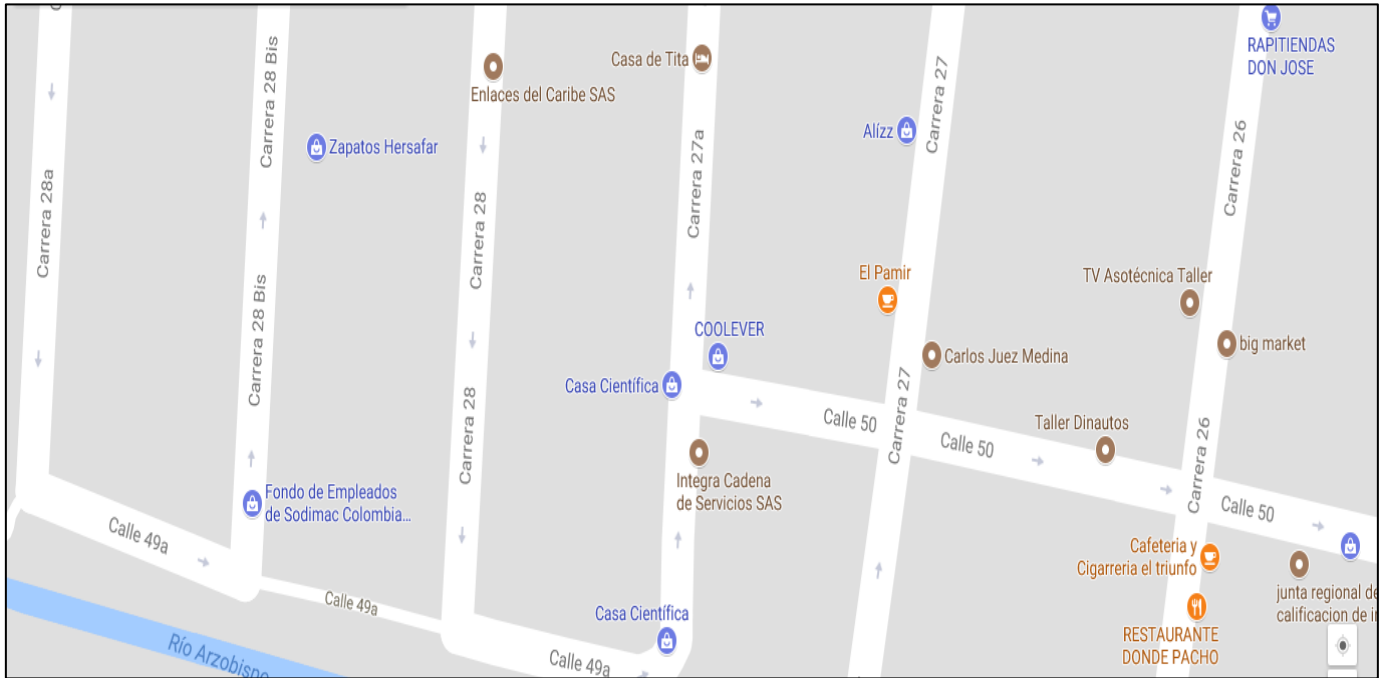 RAPITIENDAS
DON JOSE
Casa de Tita
Enlaces del Caribe SAS
Carrera 28 Bis
Carrera 27
Alízz
Zapatos Hersafar
Carrera 27a
Carrera 26
Carrera 28a
Carrera 28
El Pamir
TV Asotécnica Taller
Carrera 28 Bis
COOLEVER
big market
Carlos Juez Medina
Casa Científica
Carrera 28
Calle 50
Carrera 27
Calle 50
Taller Dinautos
Carrera 26
Integra Cadena
de Servicios SAS
Fondo de Empleados
de Sodimac Colombia...
Calle 50
Calle 49a
Cafeteria y
Cigarreria el triunfo
junta regional de
calificacion de
Calle 49a
Casa Científica
RESTAURANTE
DONDE PACHO
Río Arzobispo
Calle 49a